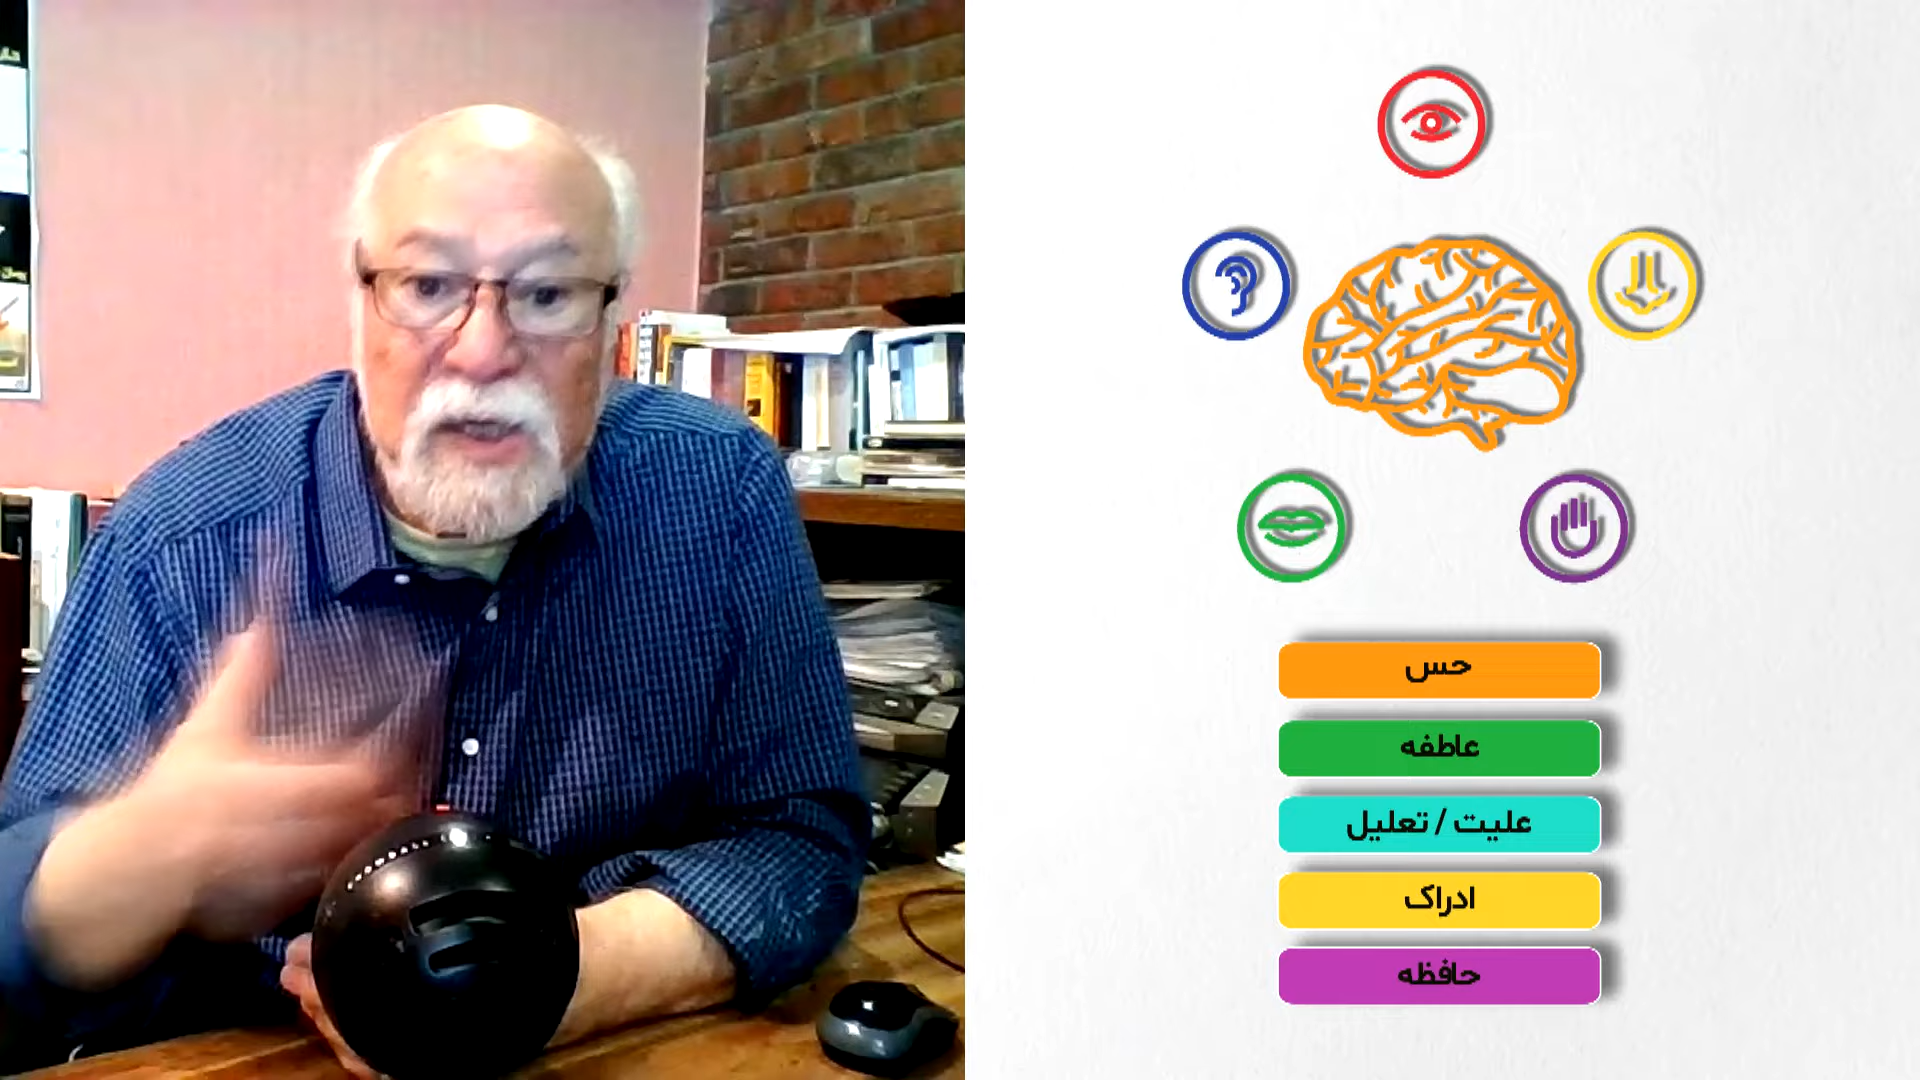 حس
عاطفه
علیت / تعلیل
ادراک
حافظه